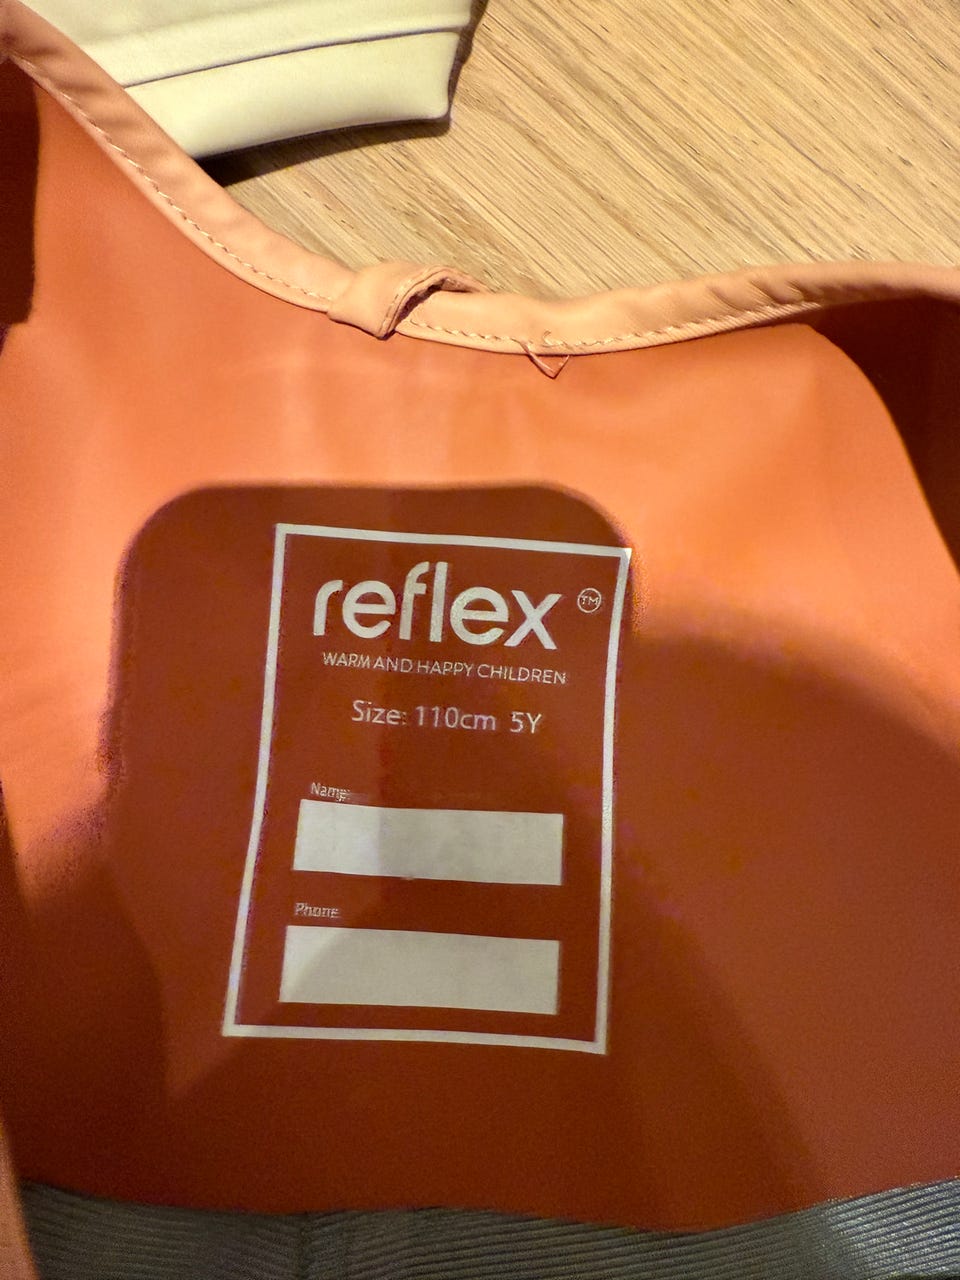 reflex ™
WARM AND HAPPY CHILDREN
Size: 110cm 5Y
Name:
Phone